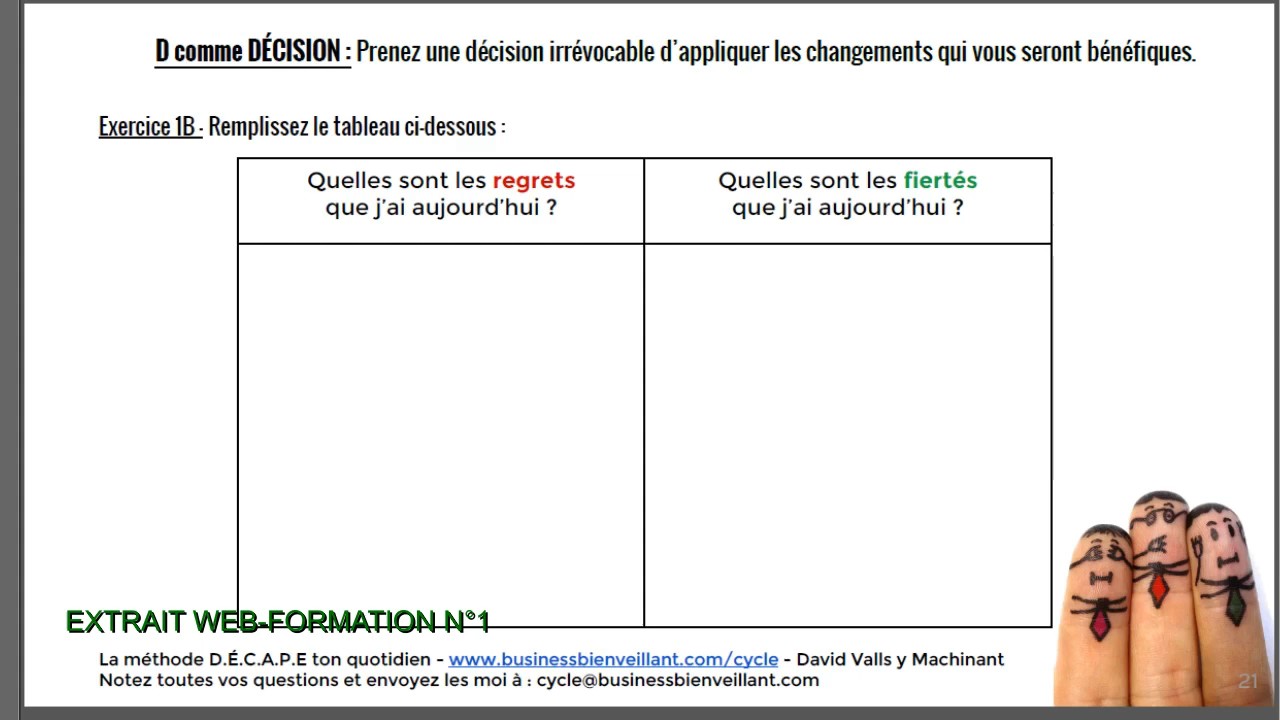 D comme DÉCISION : Prenez une décision irrévocable d’appliquer les changements qui vous seront bénéfiques.
Exercice 1B - Remplissez le tableau ci-dessous :
Quelles sont les regrets
que j’ai aujourd’hui ?
Quelles sont les fiertés
que j’ai aujourd’hui ?
EXTRAIT WEB-FORMATION N°1
La méthode D.É.C.A.P.E ton quotidien - www.businessbienveillant.com/cycle - David Valls y Machinant
Notez toutes vos questions et envoyez les moi à : cycle@businessbienveillant.com
21